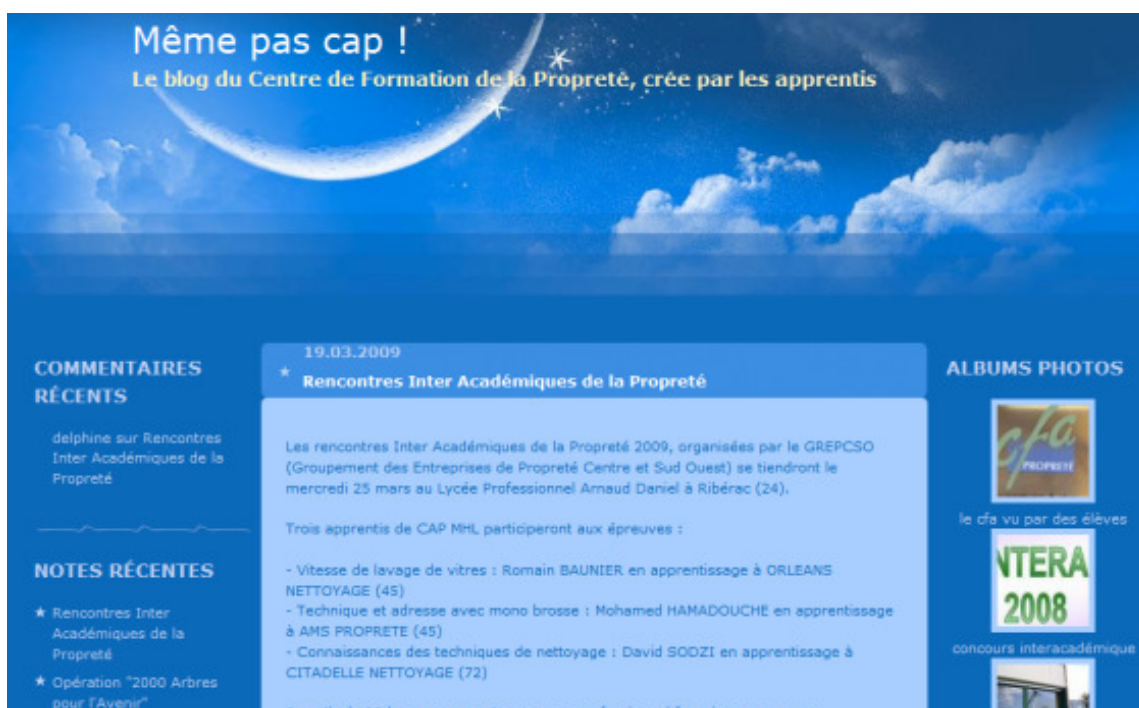 Même pas cap !
Le blog du Centre de Formation de la Propreté, crée par les apprentis
COMMENTAIRES
RÉCENTS
delphine sur Rencontres
Inter Académiques de la
Propreté
NOTES RÉCENTES
★ Rencontres Inter
Académiques de la
Propreté
★ Opération "2000 Arbres
pour l'Avenir"
19.03.2009
★ Rencontres Inter Académiques de la Propreté
Les rencontres Inter Académiques de la Propreté 2009, organisées par le GREPCSO
(Groupement des Entreprises de Propreté Centre et Sud Ouest) se tiendront le
mercredi 25 mars au Lycée Professionnel Arnaud Daniel à Ribérac (24).
Trois apprentis de CAP MHL participeront aux épreuves :
- Vitesse de lavage de vitres : Romain BAUNIER en apprentissage à ORLEANS
NETTOYAGE (45)
- Technique et adresse avec mono brosse : Mohamed HAMADOUCHE en apprentissage
à AMS PROPRETE (45)
- Connaissances des techniques de nettoyage : David SODZI en apprentissage à
CITADELLE NETTOYAGE (72)
ALBUMS PHOTOS
cfa
PROPRETÉ
le cfa vu par des élèves
NTERA
2008
concours interacadémique